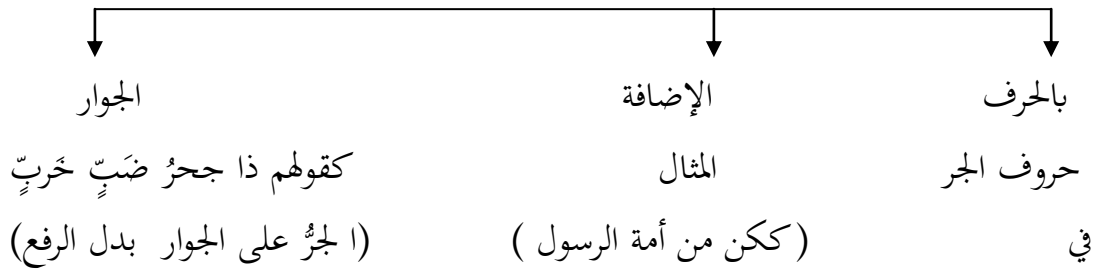 بالحرف الإضافة الجوار
حروف الجر المثال كقولهم ذا جحرُ ضَبٍّ خَربٍّ
في ( ككن من أمة الرسول ) (ا لجرُّ على الجوار بدل الرفع)